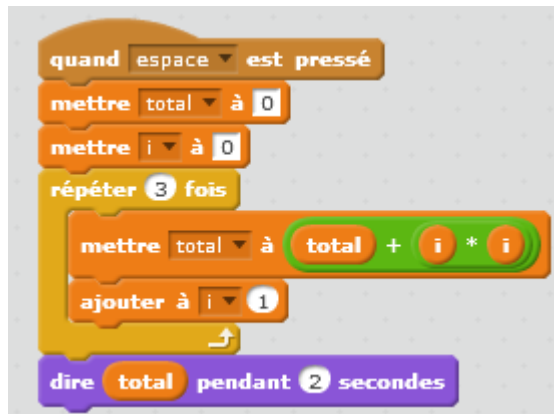 quand espace est pressé
mettre total à 0
mettre i à 0
répéter 3 fois
mettre total à total + i * i
ajouter à i 1
dire total pendant 2 secondes